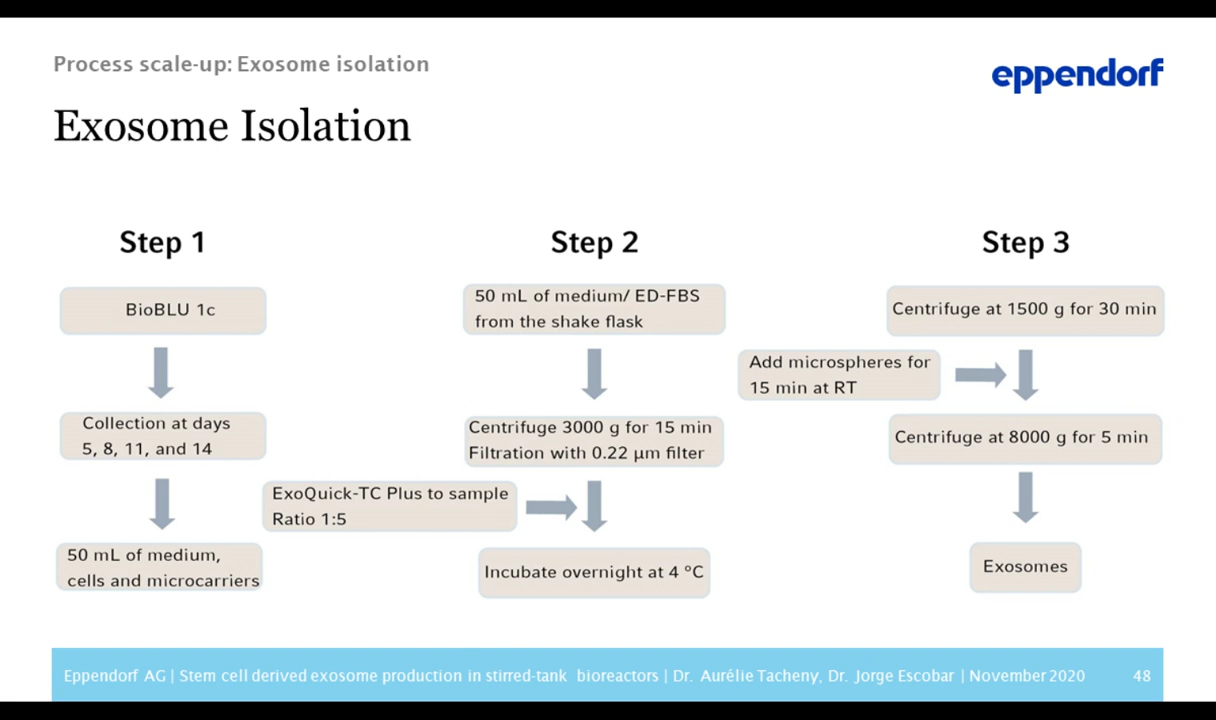 Process scale-up: Exosome isolation
eppendorf
Exosome Isolation
Step 1
BioBLU 1c
Collection at days
5, 8, 11, and 14
50 mL of medium,
cells and microcarriers
Step 2
50 mL of medium/ ED-FBS
from the shake flask
Centrifuge 3000 g for 15 min
Filtration with 0.22 µm filter
ExoQuick-TC Plus to sample
Ratio 1:5
Incubate overnight at 4 °C
Step 3
Centrifuge at 1500 g for 30 min
Add microspheres for
15 min at RT
Centrifuge at 8000 g for 5 min
Exosomes
Eppendorf AG | Stem cell derived exosome production in stirred-tank bioreactors | Dr. Aurélie Tacheny, Dr. Jorge Escobar | November 2020 48